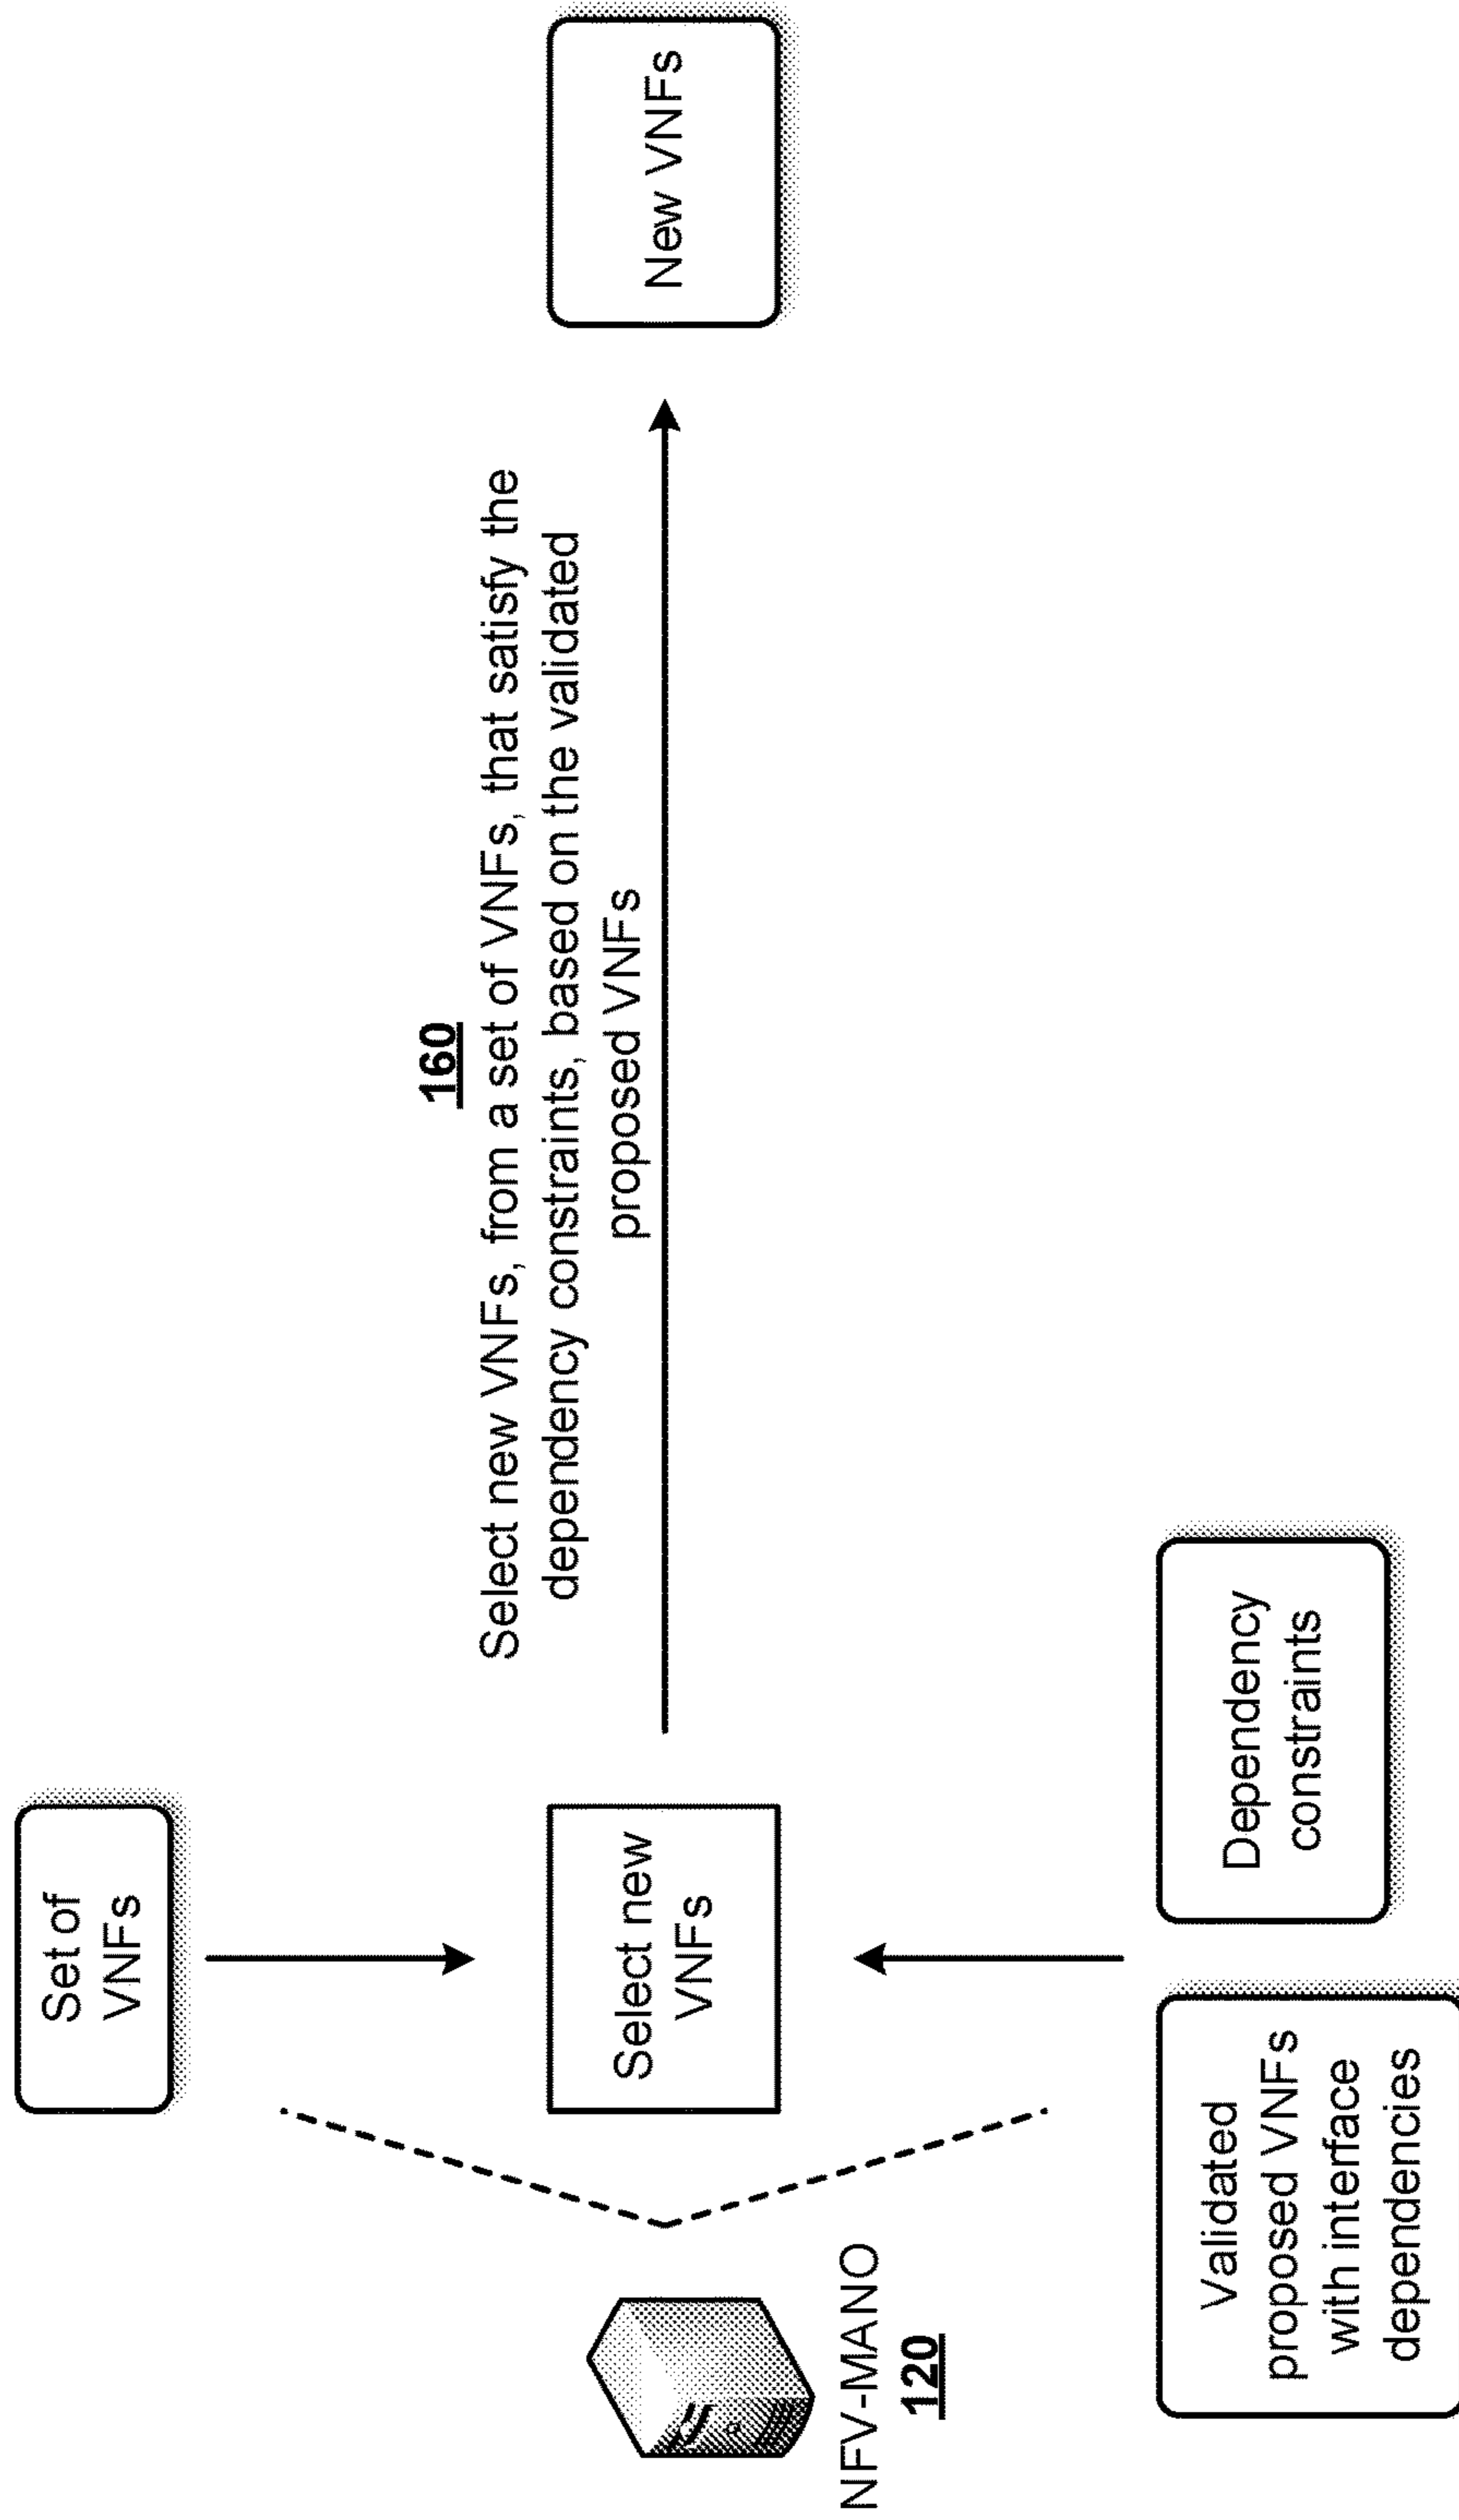 Set of
VNFs
160
Select new VNFs, from a set of VNFs, that satisfy the
dependency constraints, based on the validated
proposed VNFs
NFV-MANO
120
Select new
VNFs
New VNFs
Validated
proposed VNFs
with interface
dependencies
Dependency
constraints